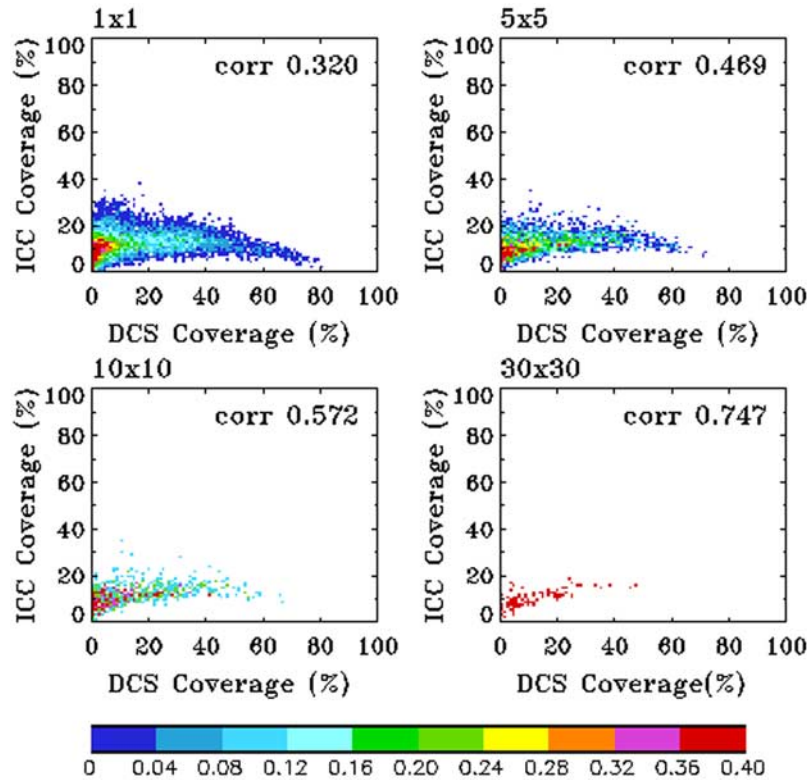 1x1
100
80
60
40
20
0
ICC Coverage (%)
corr 0.320
0 20 40 60 80 100
DCS Coverage (%)
5x5
100
80
60
40
20
0
ICC Coverage (%)
corr 0.469
0 20 40 60 80 100
DCS Coverage (%)
10x10
100
80
60
40
20
0
ICC Coverage (%)
corr 0.572
0 20 40 60 80 100
DCS Coverage (%)
30x30
100
80
60
40
20
0
ICC Coverage (%)
corr 0.747
0 20 40 60 80 100
DCS Coverage(%)
0 0.04 0.08 0.12 0.16 0.20 0.24 0.28 0.32 0.36 0.40